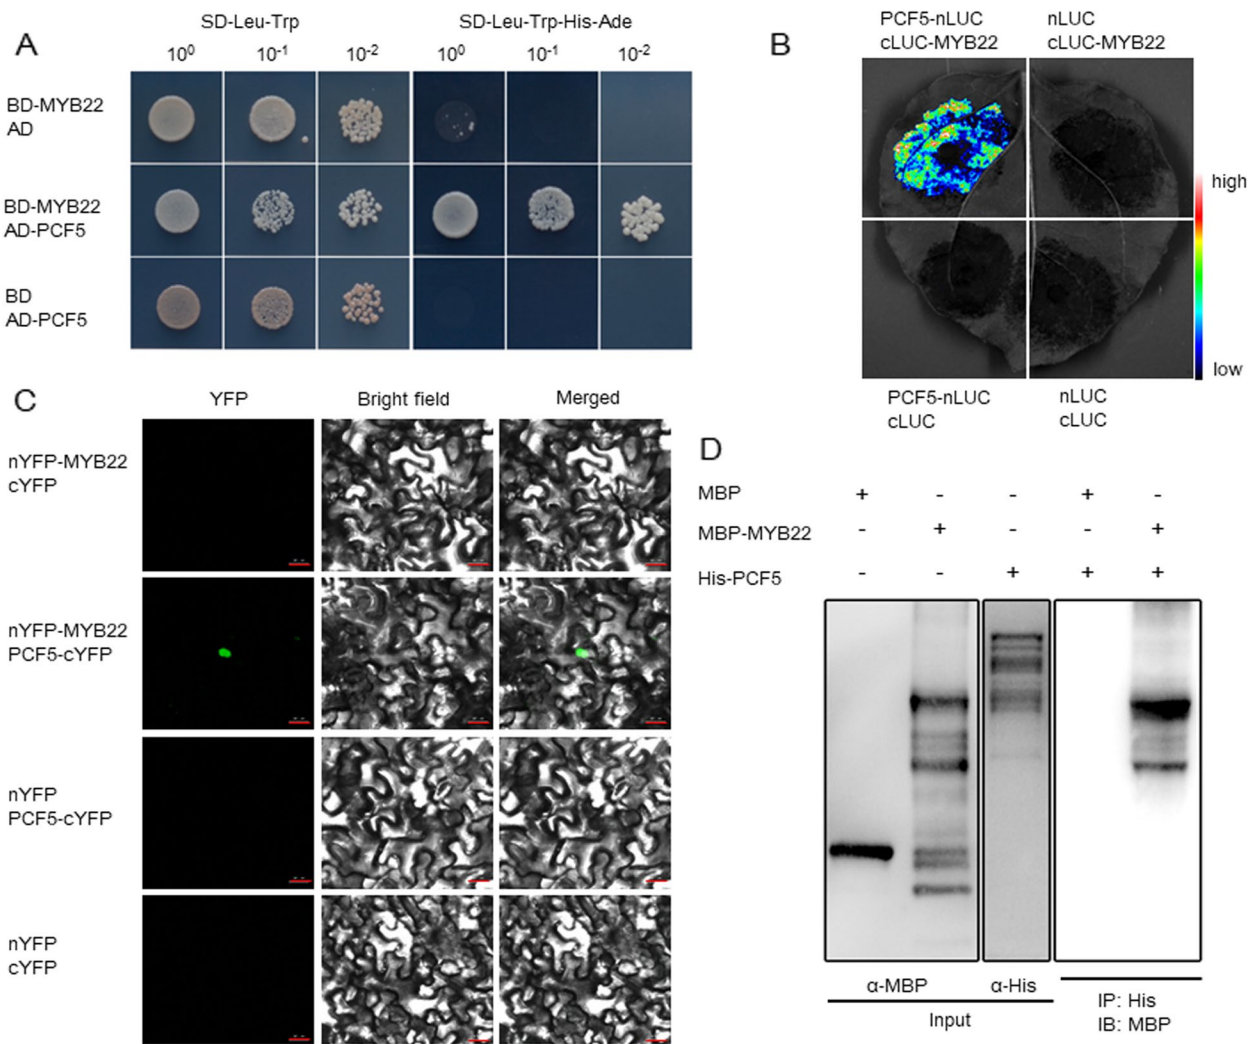 A
SD-Leu-Trp
SD-Leu-Trp-His-Ade
10⁰ 10⁻¹ 10⁻² 10⁰ 10⁻¹ 10⁻²
BD-MYB22
AD
BD-MYB22
AD-PCF5
BD
AD-PCF5
B
PCF5-nLUC
cLUC-MYB22
nLUC
cLUC-MYB22
high
low
PCF5-nLUC
cLUC
nLUC
cLUC
C
YFP Bright field Merged
nYFP-MYB22
cYFP
nYFP-MYB22
PCF5-cYFP
nYFP
PCF5-cYFP
nYFP
cYFP
D
MBP + - - + -
MBP-MYB22 - + - - +
His-PCF5 - - + + +
α-MBP α-His
Input
IP: His
IB: MBP